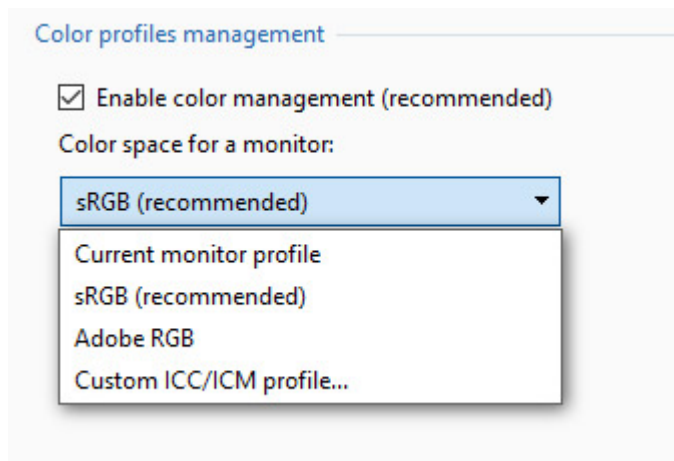 Color profiles management
Enable color management (recommended)
Color space for a monitor:
sRGB (recommended)
Current monitor profile
sRGB (recommended)
Adobe RGB
Custom ICC/ICM profile...